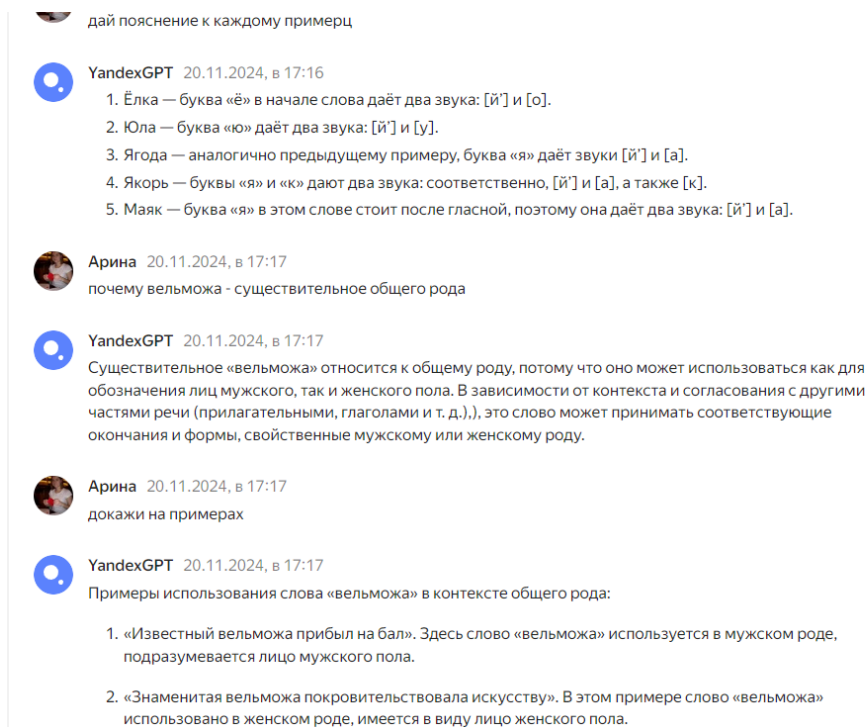 дай пояснение к каждому примерц
YandexGPT 20.11.2024, в 17:16
1. Ёлка — буква «ё» в начале слова даёт два звука: [й’] и [о].
2. Юла — буква «ю» даёт два звука: [й’] и [у].
3. Ягода — аналогично предыдущему примеру, буква «я» даёт звуки [й’] и [а].
4. Якорь — буквы «я» и «к» дают два звука: соответственно, [й’] и [а], а также [к].
5. Маяк — буква «я» в этом слове стоит после гласной, поэтому она даёт два звука: [й’] и [а].
Арина 20.11.2024, в 17:17
почему вельможа - существительное общего рода
YandexGPT 20.11.2024, в 17:17
Существительное «вельможа» относится к общему роду, потому что оно может использоваться как для
обозначения лиц мужского, так и женского пола. В зависимости от контекста и согласования с другими
частями речи (прилагательными, глаголами и т. д.),), это слово может принимать соответствующие
окончания и формы, свойственные мужскому или женскому роду.
Арина 20.11.2024, в 17:17
докажи на примерах
YandexGPT 20.11.2024, в 17:17
Примеры использования слова «вельможа» в контексте общего рода:
1. «Известный вельможа прибыл на бал». Здесь слово «вельможа» используется в мужском роде,
подразумевается лицо мужского пола.
2. «Знаменитая вельможа покровительствовала искусству». В этом примере слово «вельможа»
использовано в женском роде, имеется в виду лицо женского пола.